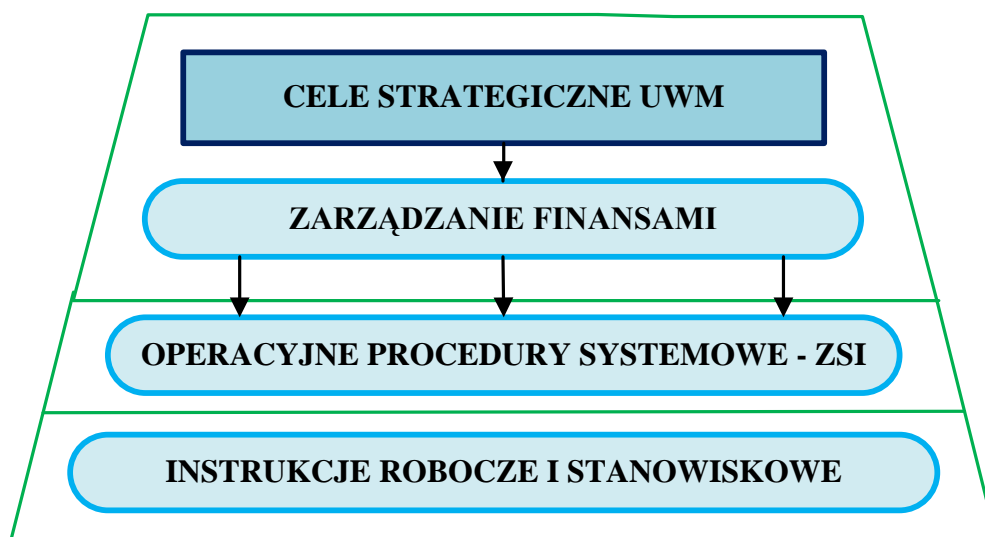 CELE STRATEGICZNE UWM
ZARZĄDZANIE FINANSAMI
OPERACYJNE PROCEDURY SYSTEMOWE - ZSI
INSTRUKCJE ROBOCZE I STANOWISKOWE